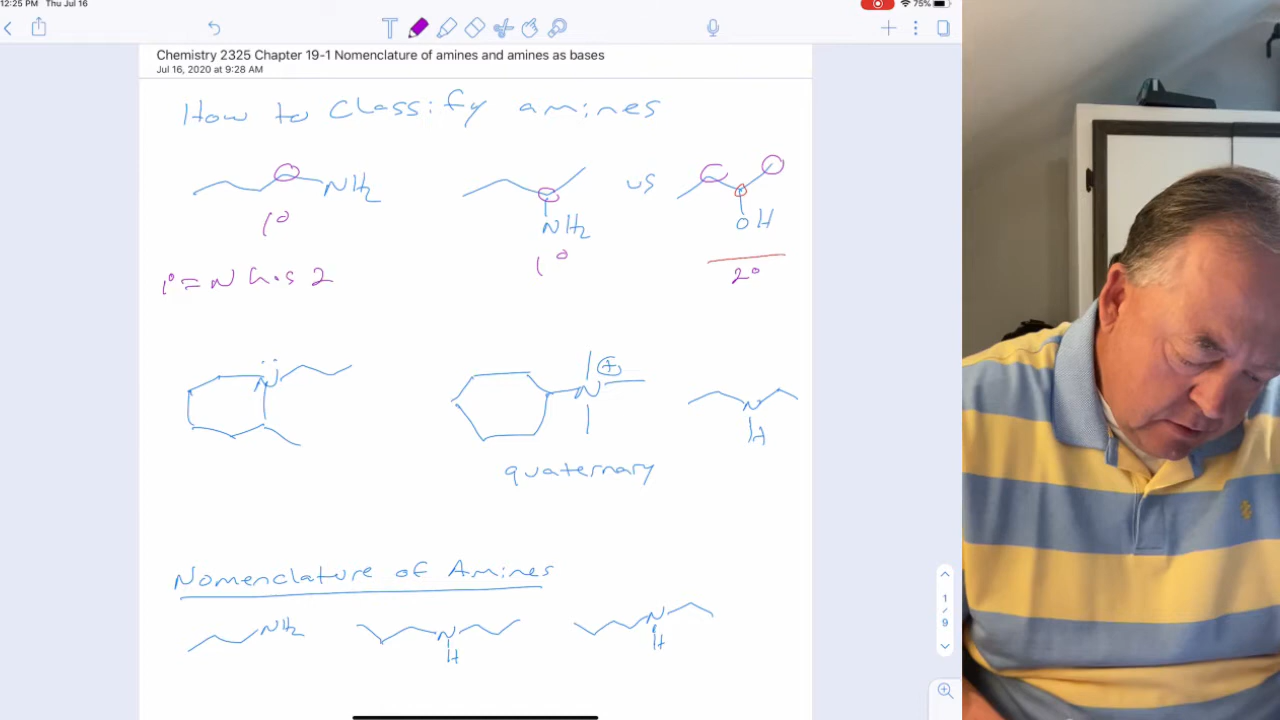 12:25 PM Thu Jul 16
75%
T
Chemistry 2325 Chapter 19-1 Nomenclature of amines and amines as bases
Jul 16, 2020 at 9:28 AM
How to Classify amines
NH2
NH2
vs
OH
1°
1°
2°
1° = N has 2
N
N
+
N
H
quaternary
Nomenclature of Amines
NH2
N
H
N
H
1
/
9